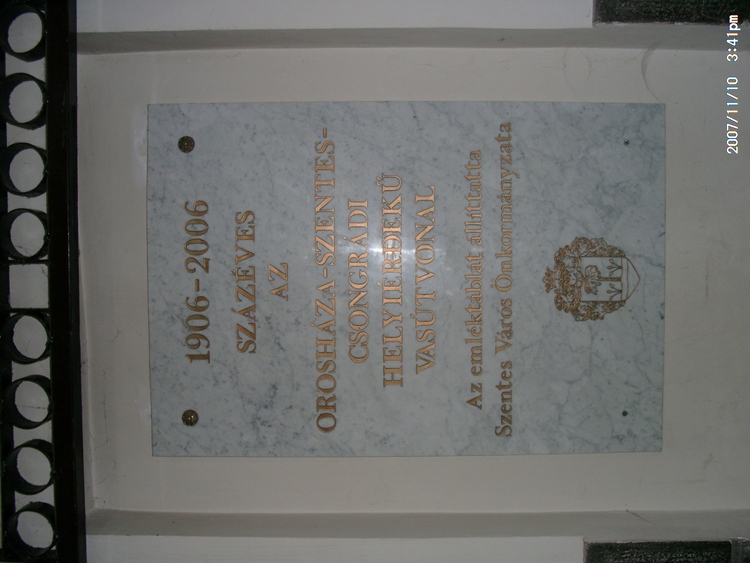 1906-2006
SZÁZÉVES
AZ
OROSHÁZA-SZENTES-
CSONGRÁDI
HELYIÉRDEKŰ
VASÚTVONAL
Az emléktáblát állíttatta
Szentes Város Önkormányzata
2007/11/10 3:41pm